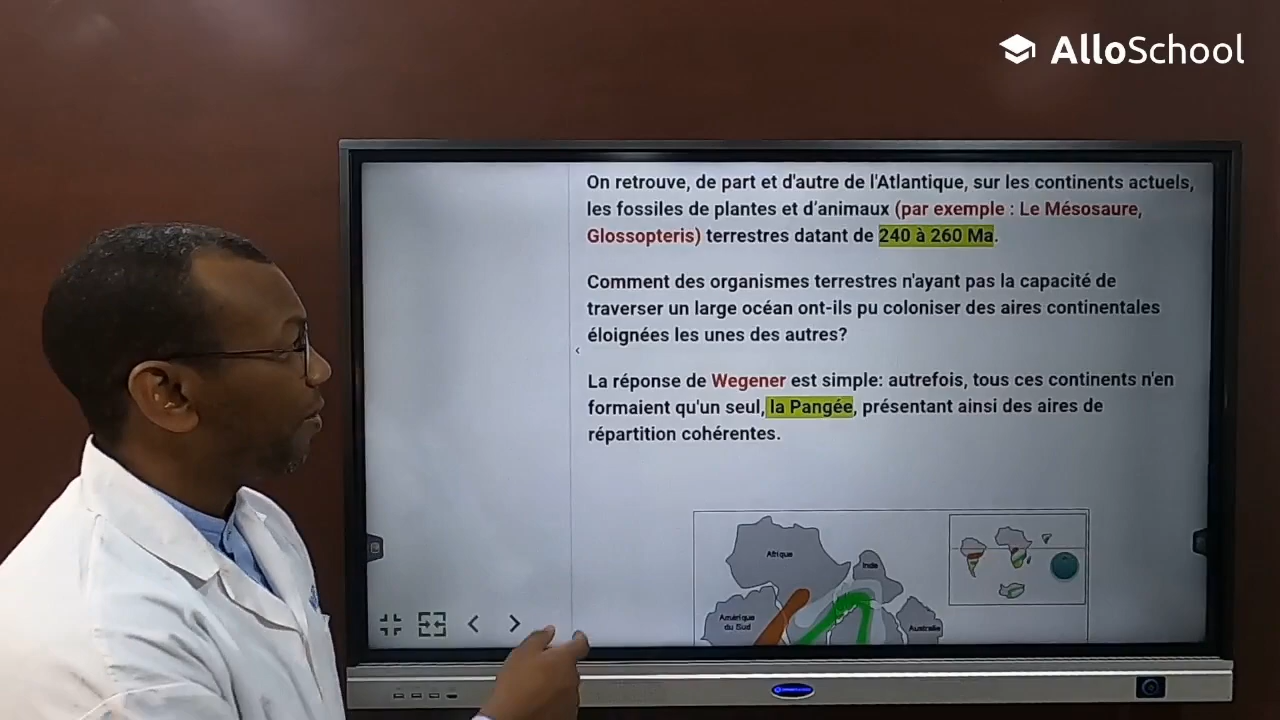 AlloSchool
On retrouve, de part et d'autre de l'Atlantique, sur les continents actuels,
les fossiles de plantes et d’animaux (par exemple : Le Mésosaure,
Glossopteris) terrestres datant de 240 à 260 Ma.
Comment des organismes terrestres n'ayant pas la capacité de
traverser un large océan ont-ils pu coloniser des aires continentales
éloignées les unes des autres?
La réponse de Wegener est simple: autrefois, tous ces continents n'en
formaient qu'un seul, la Pangée, présentant ainsi des aires de
répartition cohérentes.
Afrique
Inde
Amérique
du Sud
Australie